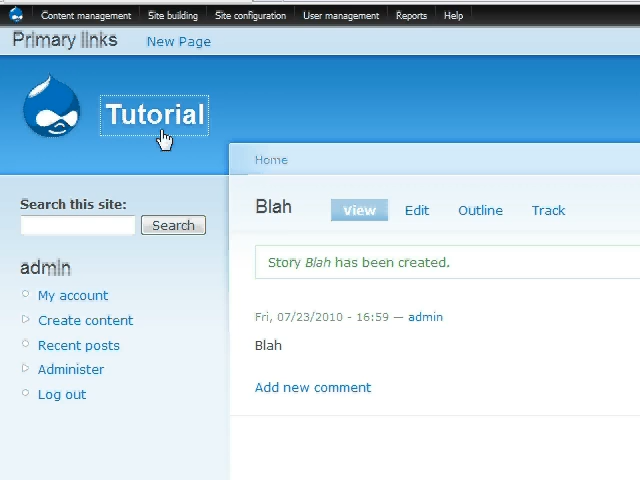 Content management Site building Site configuration User management Reports Help
Primary links New Page
Tutorial
Home
Search this site:
Search
admin
My account
Create content
Recent posts
Administer
Log out
Blah View Edit Outline Track
Story Blah has been created.
Fri, 07/23/2010 - 16:59 — admin
Blah
Add new comment